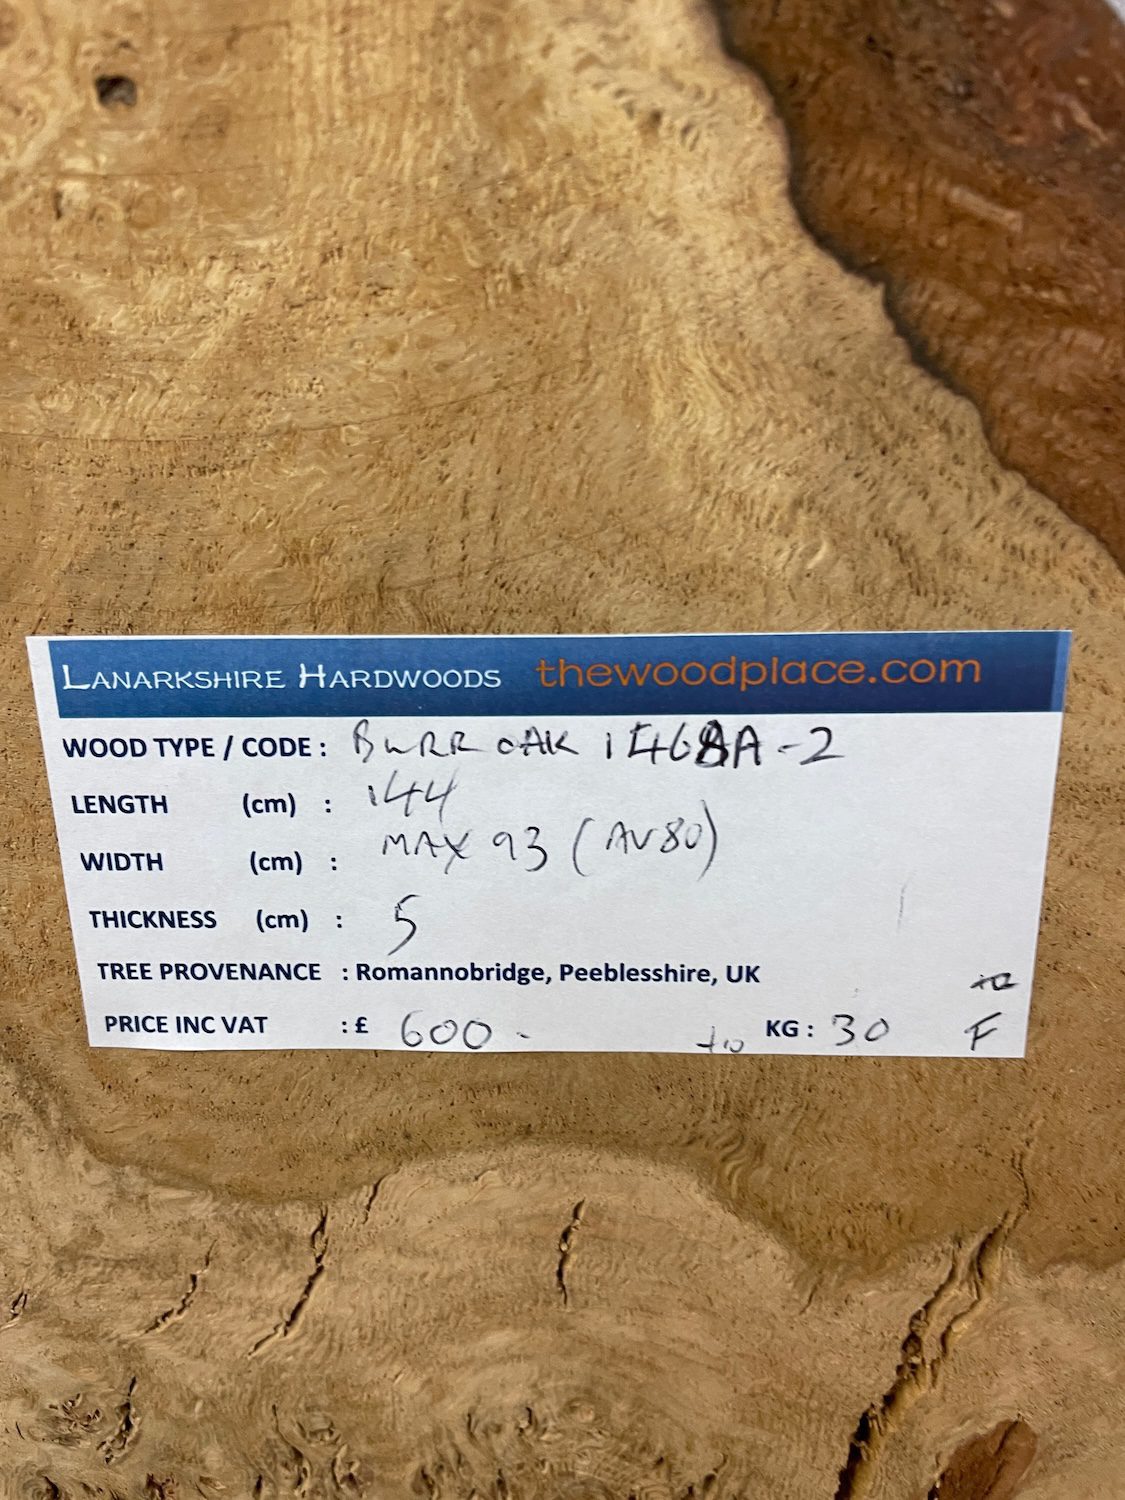 LANARKSHIRE HARDWOODS thewoodplace.com
WOOD TYPE / CODE : BURR OAK 1468A-2
LENGTH (cm) : 144
WIDTH (cm) : MAX 93 (AV80)
THICKNESS (cm) : 5
TREE PROVENANCE : Romannobridge, Peeblesshire, UK
PRICE INC VAT : £ 600 - KG : 30 F